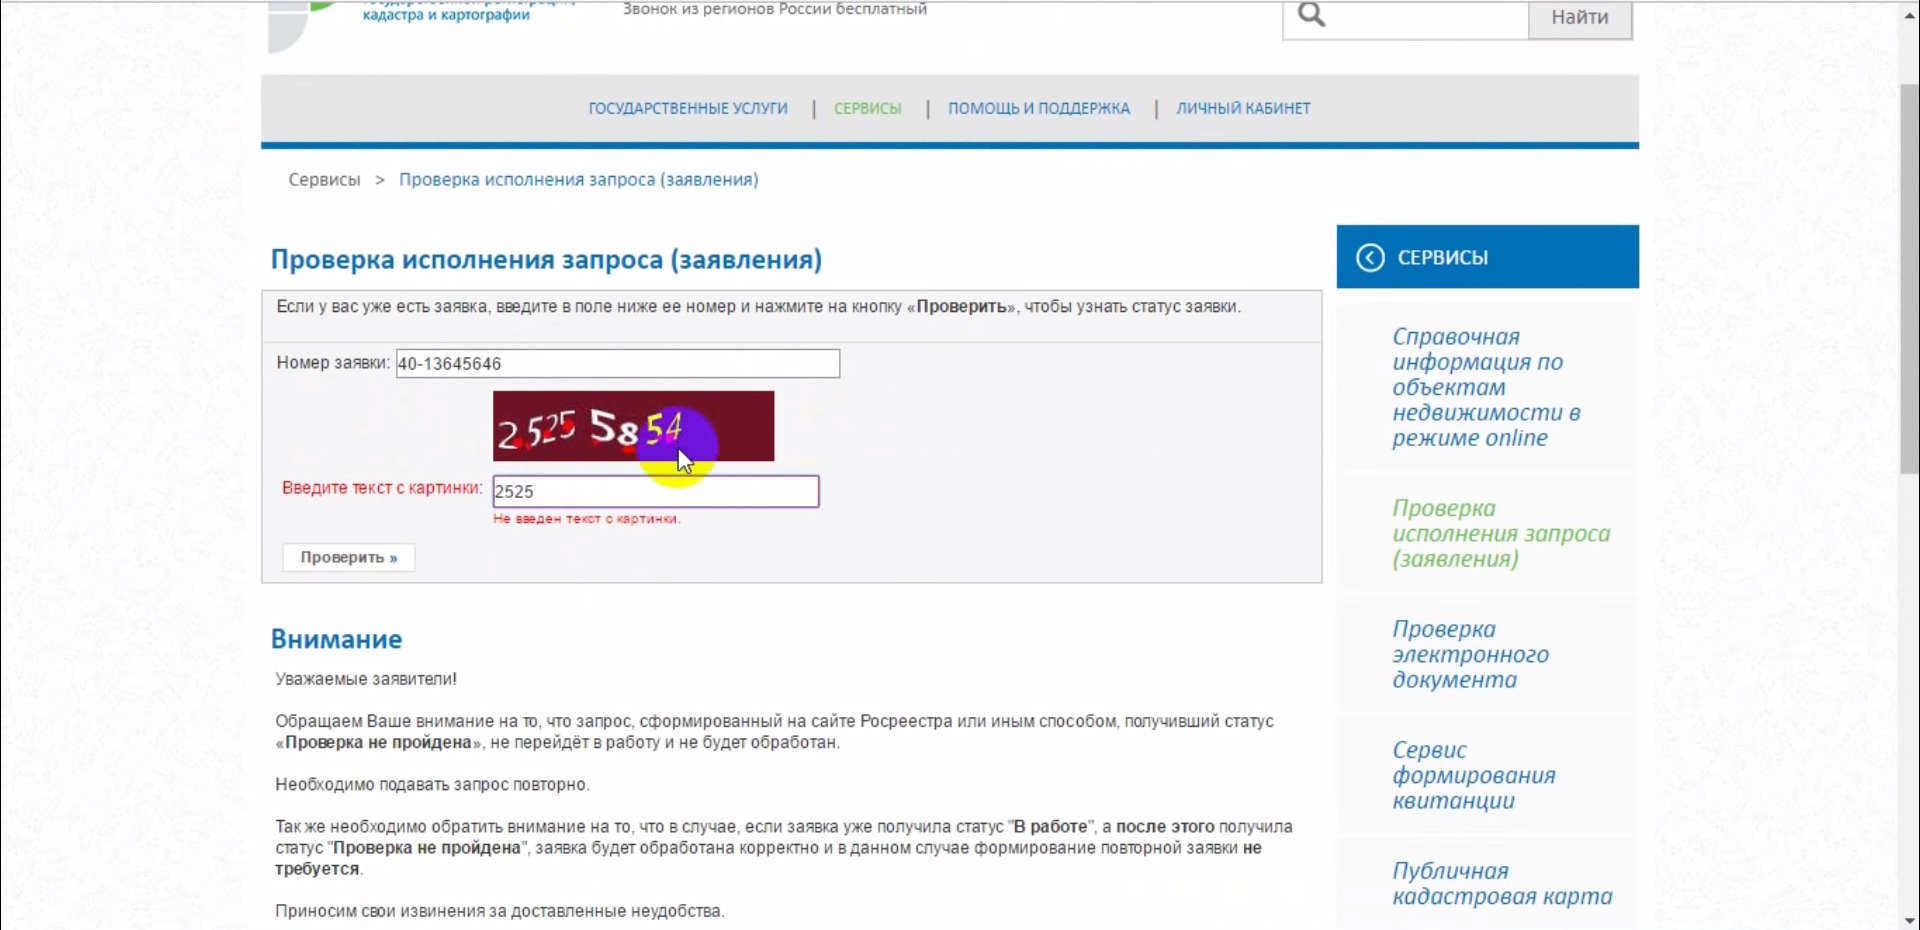 кадастра и картографии
Звонок из регионов России бесплатный
Найти
ГОСУДАРСТВЕННЫЕ УСЛУГИ | СЕРВИСЫ | ПОМОЩЬ И ПОДДЕРЖКА | ЛИЧНЫЙ КАБИНЕТ
Сервисы > Проверка исполнения запроса (заявления)
Проверка исполнения запроса (заявления)
Если у вас уже есть заявка, введите в поле ниже ее номер и нажмите на кнопку «Проверить», чтобы узнать статус заявки.
Номер заявки: 40-13645646
2525 5854
Введите текст с картинки: 2525
Не введен текст с картинки.
Проверить »
Внимание
Уважаемые заявители!
Обращаем Ваше внимание на то, что запрос, сформированный на сайте Росреестра или иным способом, получивший статус
«Проверка не пройдена», не перейдёт в работу и не будет обработан.
Необходимо подавать запрос повторно.
Так же необходимо обратить внимание на то, что в случае, если заявка уже получила статус "В работе", а после этого получила
статус "Проверка не пройдена", заявка будет обработана корректно и в данном случае формирование повторной заявки не
требуется.
Приносим свои извинения за доставленные неудобства.
СЕРВИСЫ
Справочная
информация по
объектам
недвижимости в
режиме online
Проверка
исполнения запроса
(заявления)
Проверка
электронного
документа
Сервис
формирования
квитанции
Публичная
кадастровая карта